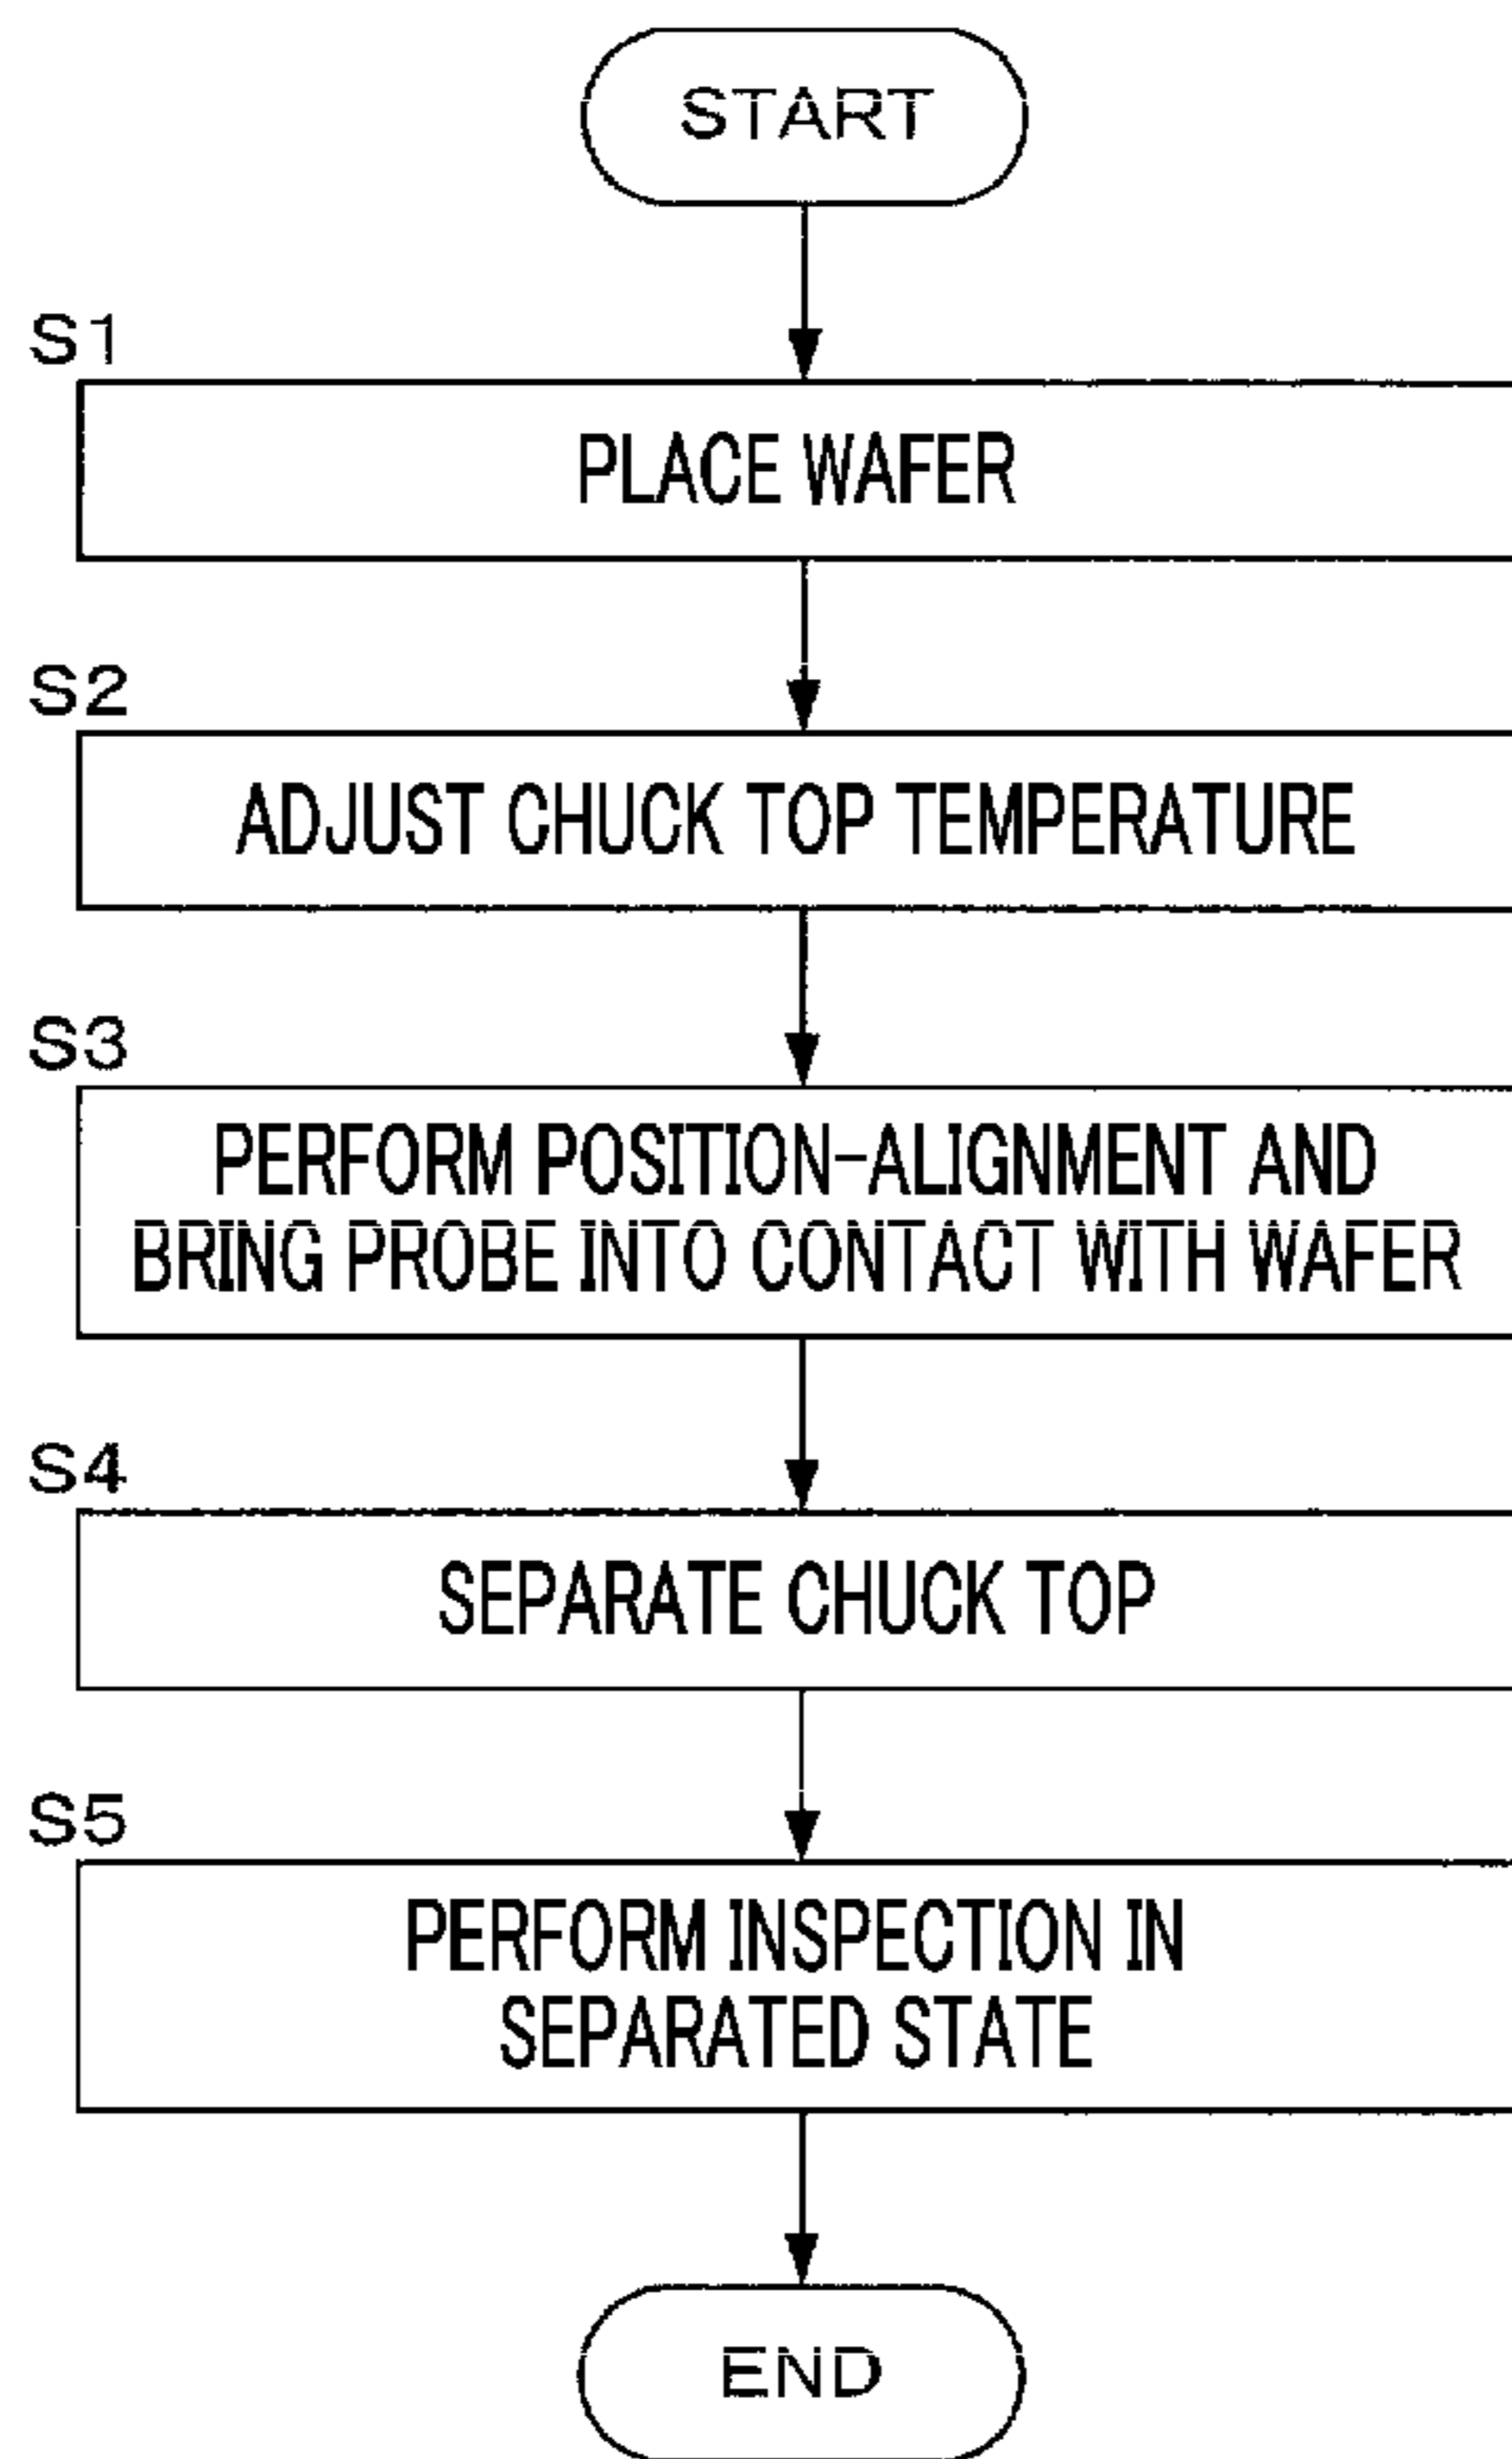 START
S1
PLACE WAFER
S2
ADJUST CHUCK TOP TEMPERATURE
S3
PERFORM POSITION-ALIGNMENT AND
BRING PROBE INTO CONTACT WITH WAFER
S4
SEPARATE CHUCK TOP
S5
PERFORM INSPECTION IN
SEPARATED STATE
END